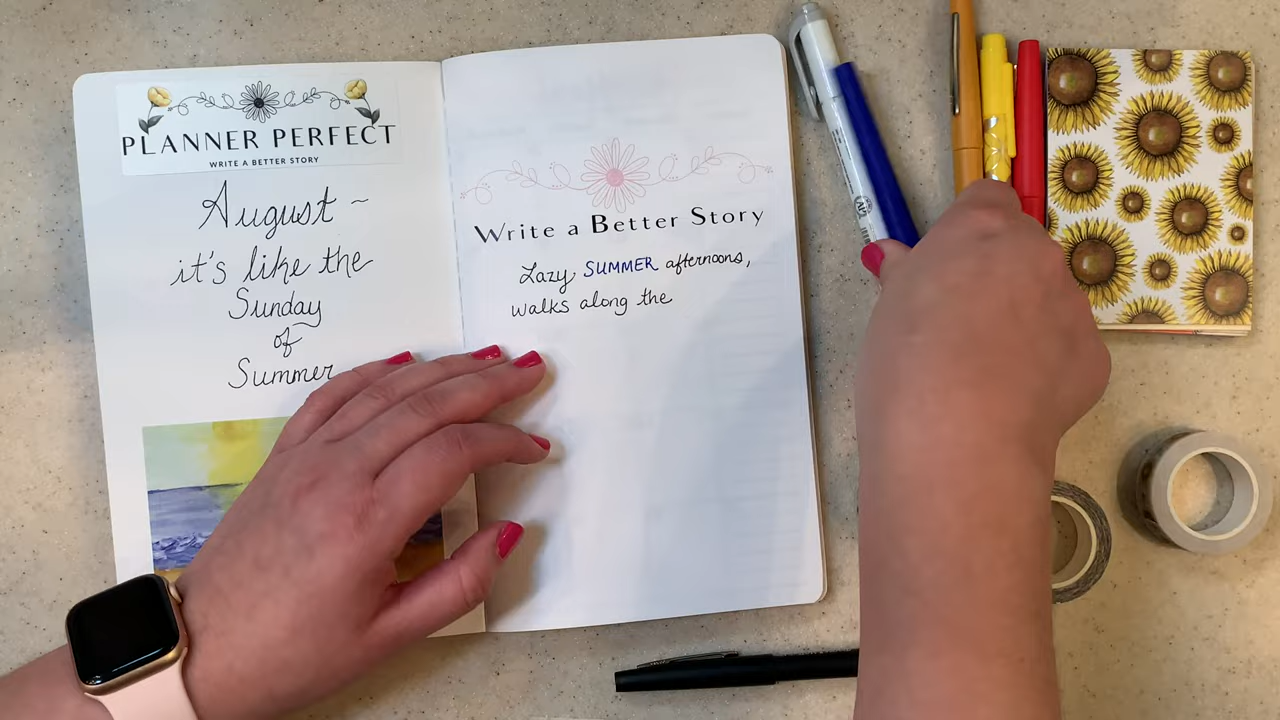 PLANNER PERFECT
WRITE A BETTER STORY
August ~
it's like the
Sunday
of
Summer
Write a Better Story
Lazy SUMMER afternoons,
walks along the